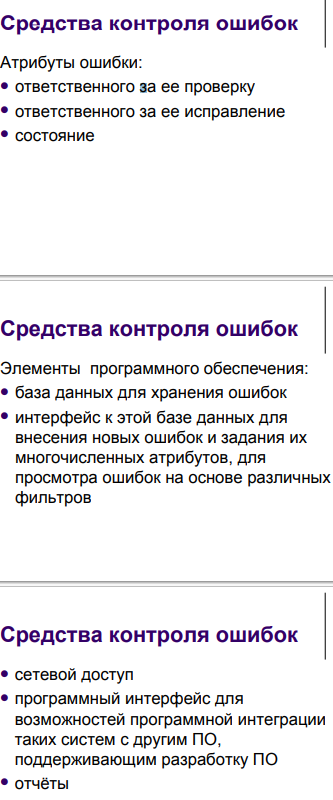 Средства контроля ошибок
Атрибуты ошибки:
• ответственного за ее проверку
• ответственного за ее исправление
• состояние
Средства контроля ошибок
Элементы  программного обеспечения:
• база данных для хранения ошибок
• интерфейс к этой базе данных для
внесения новых ошибок и задания их
многочисленных атрибутов, для
просмотра ошибок на основе различных
фильтров
Средства контроля ошибок
• сетевой доступ
• программный интерфейс для
возможностей программной интеграции
таких систем с другим ПО,
поддерживающим разработку ПО
• отчёты